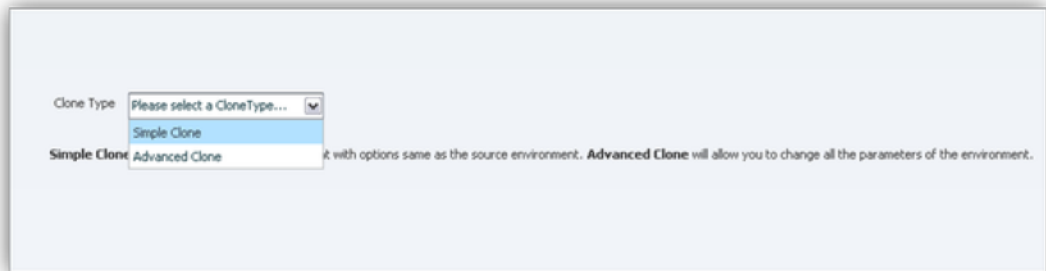 Clone Type Please select a CloneType...
Simple Clone
Advanced Clone
Simple Clone t with options same as the source environment. Advanced Clone will allow you to change all the parameters of the environment.